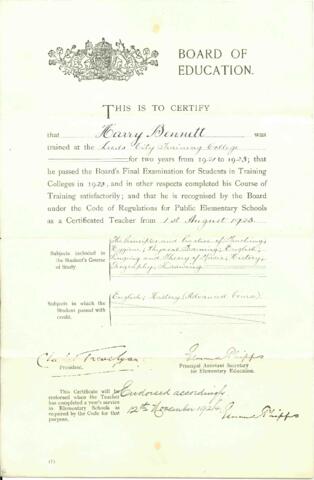 BOARD OF
EDUCATION.
THIS IS TO CERTIFY
that Harry Bennett was
trained at the Leeds City Training College
for two years from 1921 to 1923; that
he passed the Board's Final Examination for Students in Training
Colleges in 1923, and in other respects completed his Course of
Training satisfactorily; and that he is recognised by the Board
under the Code of Regulations for Public Elementary Schools
as a Certificated Teacher from 1st August 1923.
Subjects included in
the Student's Course
of Study.
The Principles and Practice of Teaching,
Hygiene, Physical Training, English,
Singing and Theory of Music, History,
Geography, Drawing
Subjects in which the
Student passed with
credit.
English; History (Advanced Course)
Charles Trevelyan
President.
Principal Assistant Secretary
for Elementary Education.
This Certificate will be
endorsed when the Teacher
has completed a year's service
in Elementary Schools as
required by the Code for that
purpose.
Endorsed accordingly
12th November 1924.